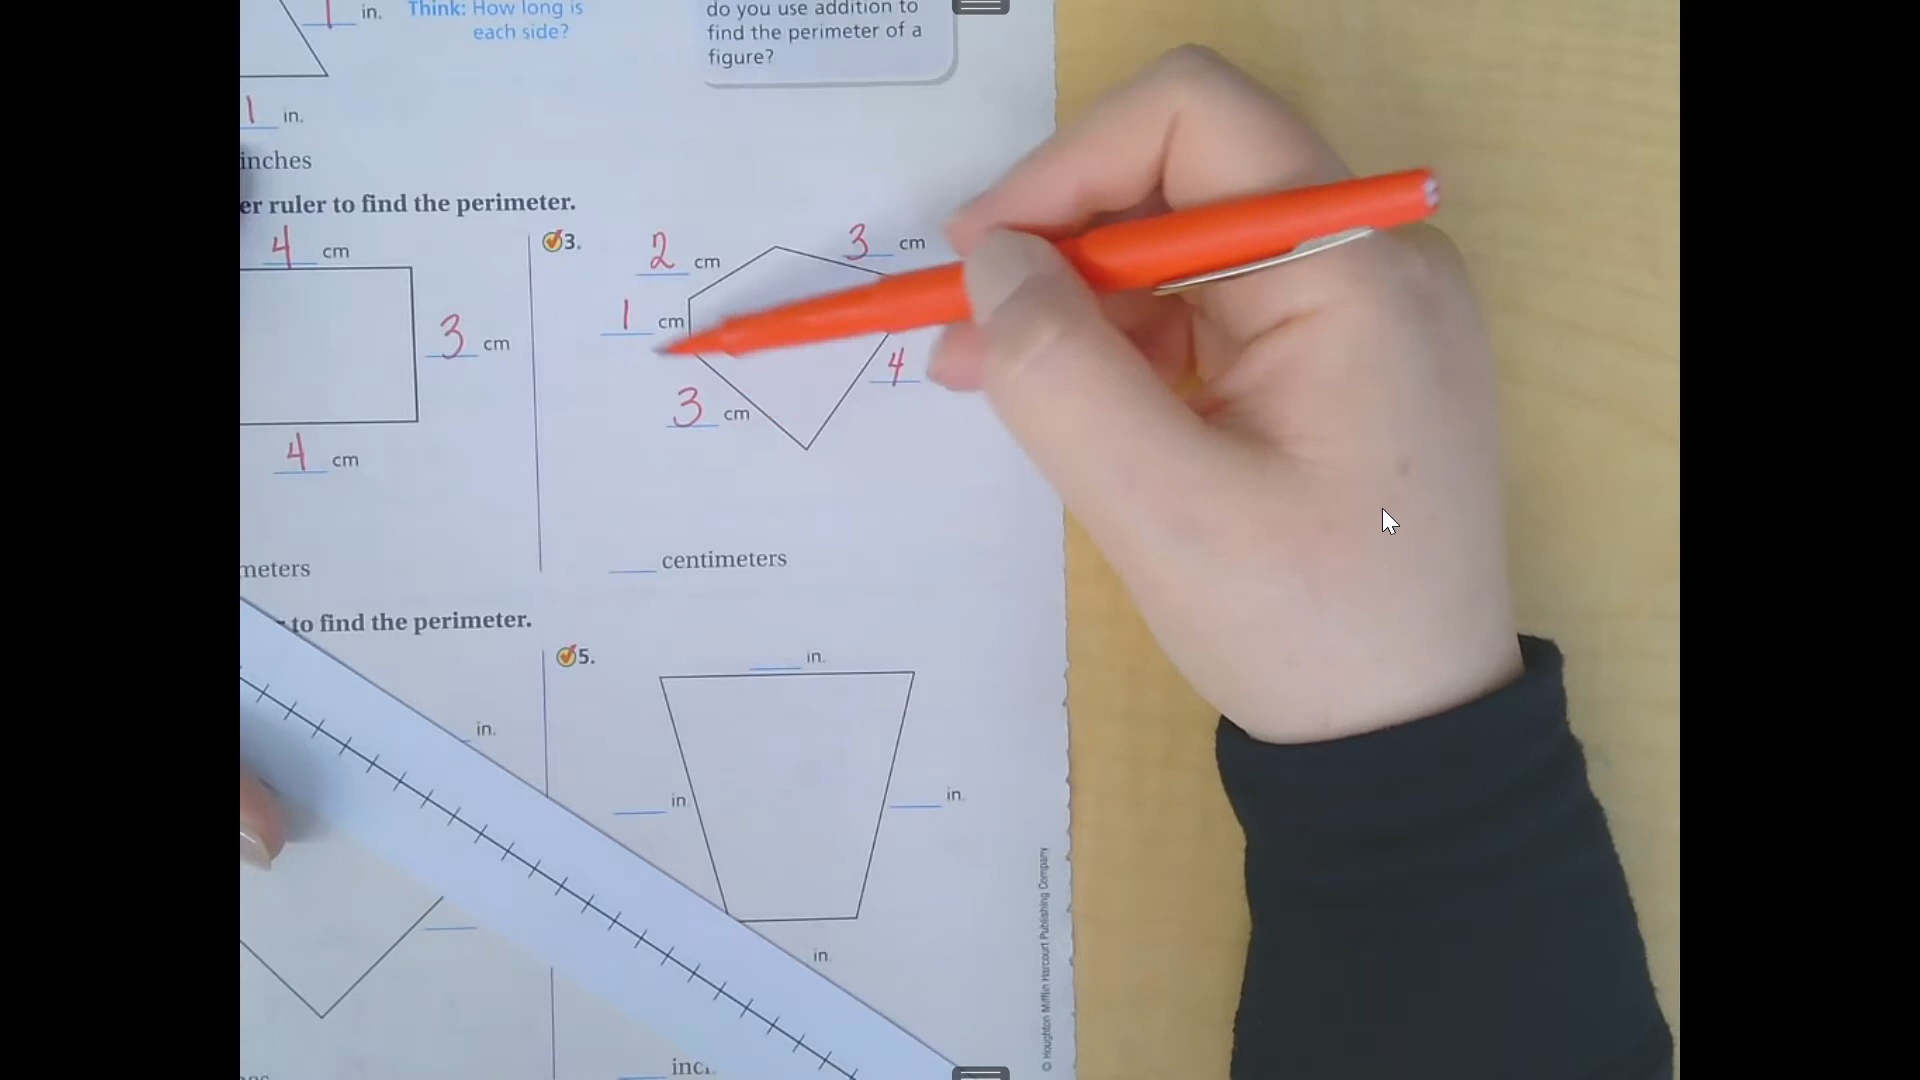 1 in.
Think: How long is
each side?
do you use addition to
find the perimeter of a
figure?
1 in.
inches
er ruler to find the perimeter.
4 cm
3 cm
4 cm
meters
3.
2 cm
3 cm
1 cm
4
3 cm
centimeters
to find the perimeter.
in.
5.
in.
in.
in.
in.
© Houghton Mifflin Harcourt Publishing Company